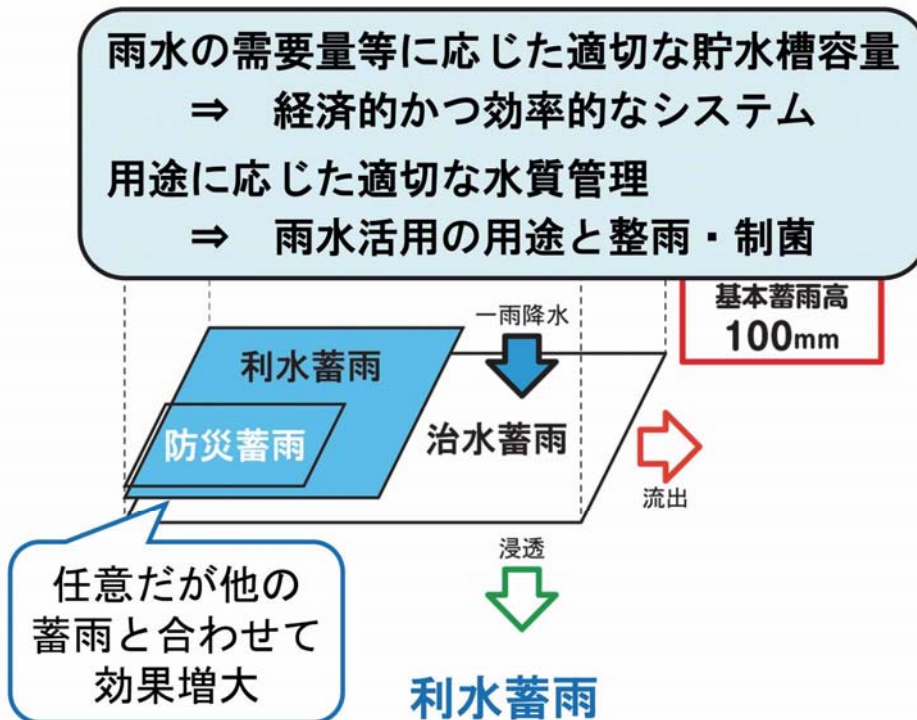 雨水の需要量等に応じた適切な貯水槽容量
⇒ 経済的かつ効率的なシステム
用途に応じた適切な水質管理
⇒ 雨水活用の用途と整雨・制菌
基本蓄雨高
100mm
一雨降水
利水蓄雨
防災蓄雨
治水蓄雨
流出
浸透
任意だが他の
蓄雨と合わせて
効果増大
利水蓄雨